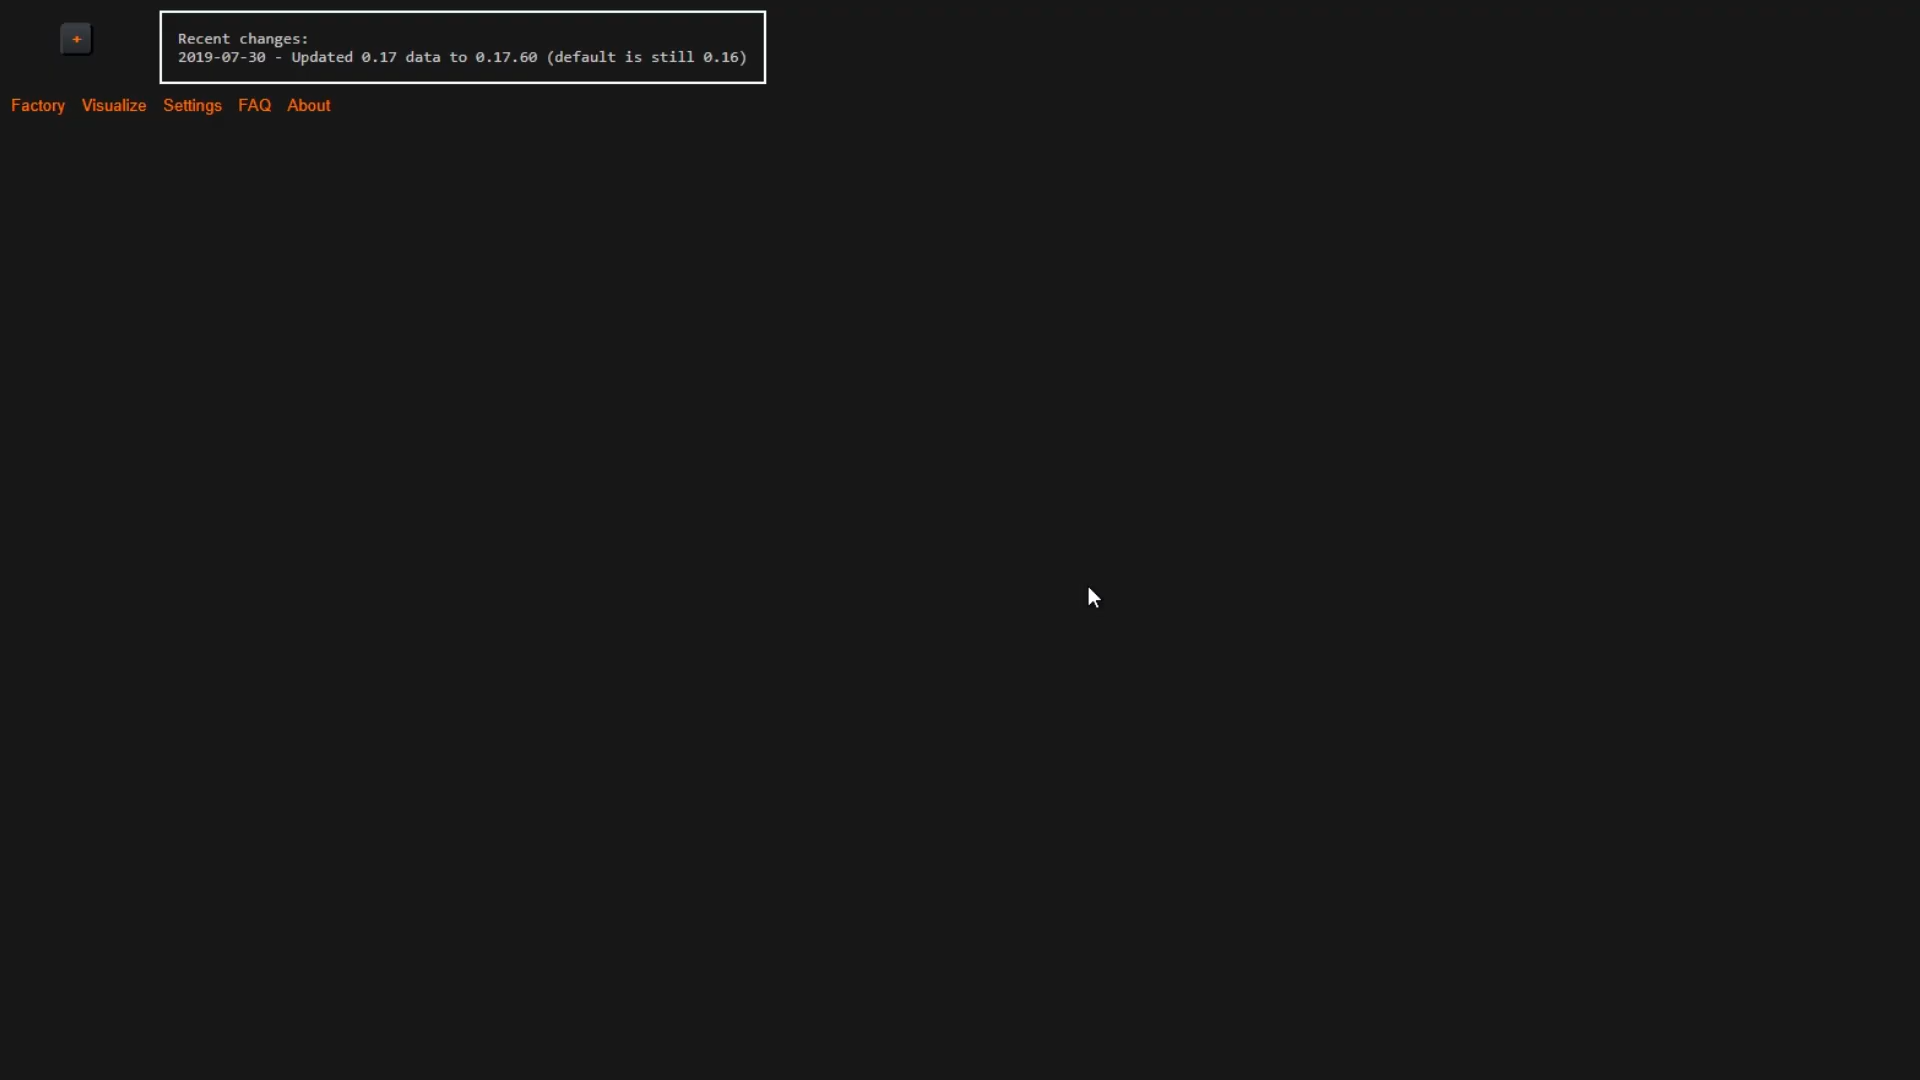 +
Recent changes:
2019-07-30 - Updated 0.17 data to 0.17.60 (default is still 0.16)
Factory Visualize Settings FAQ About